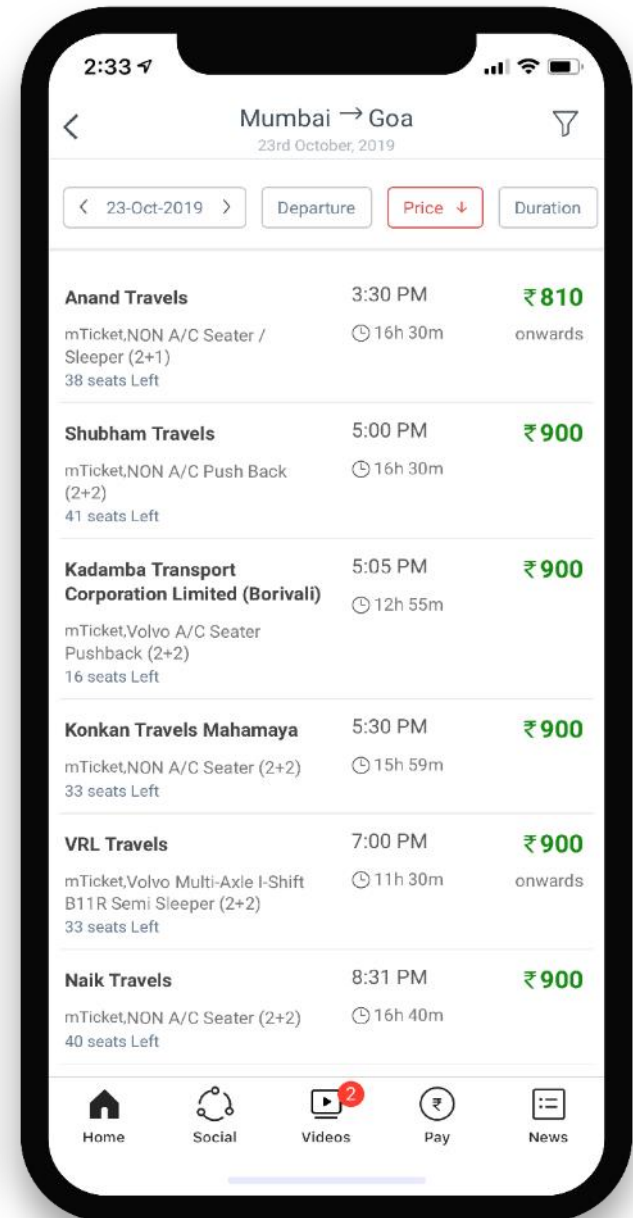 2:33
Mumbai → Goa
23rd October, 2019
< 23-Oct-2019 > Departure Price ↓ Duration
Anand Travels 3:30 PM ₹810
mTicket,NON A/C Seater / 16h 30m onwards
Sleeper (2+1)
38 seats Left
Shubham Travels 5:00 PM ₹900
mTicket,NON A/C Push Back 16h 30m
(2+2)
41 seats Left
Kadamba Transport 5:05 PM ₹900
Corporation Limited (Borivali) 12h 55m
mTicket,Volvo A/C Seater
Pushback (2+2)
16 seats Left
Konkan Travels Mahamaya 5:30 PM ₹900
mTicket,NON A/C Seater (2+2) 15h 59m
33 seats Left
VRL Travels 7:00 PM ₹900
mTicket,Volvo Multi-Axle I-Shift 11h 30m onwards
B11R Semi Sleeper (2+2)
33 seats Left
Naik Travels 8:31 PM ₹900
mTicket,NON A/C Seater (2+2) 16h 40m
40 seats Left
2 ₹
Home Social Videos Pay News